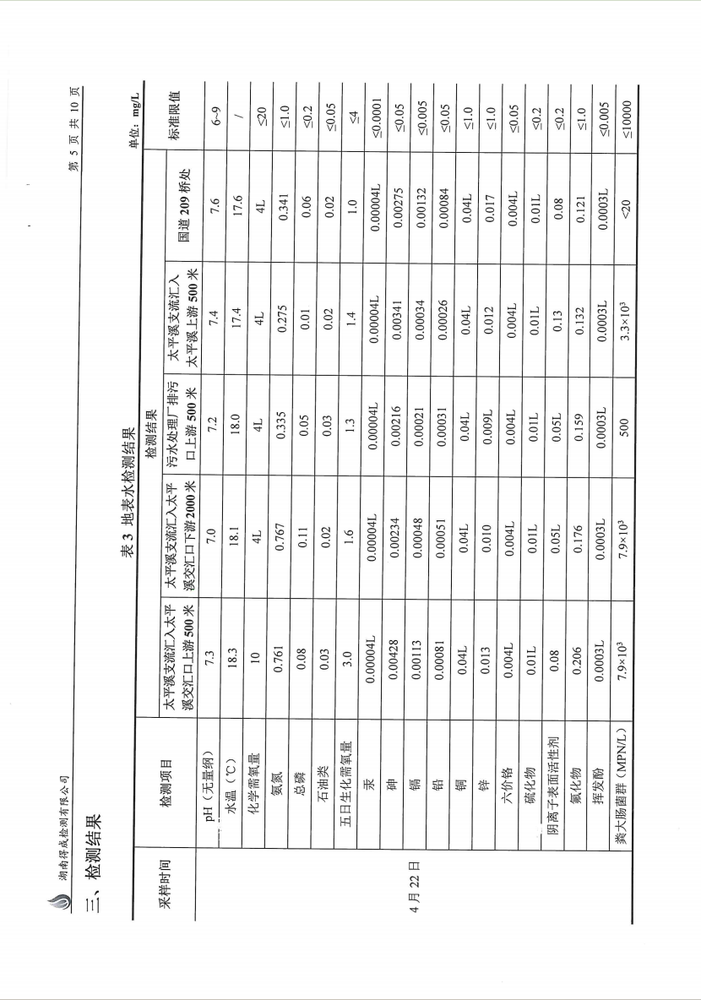 湖南得成检测有限公司 第 5 页 共 10 页
三、检测结果
表 3 地表水检测结果
单位：mg/L
采样时间 检测项目 检测结果 标准限值
太平溪支流汇入太平溪交汇口上游 500 米 太平溪支流汇入太平溪交汇口下游 2000 米 污水处理厂排污口上游 500 米 太平溪支流汇入太平溪上游 500 米 国道 209 桥处
4 月 22 日
pH（无量纲） 7.3 7.0 7.2 7.4 7.6 6~9
水温（℃） 18.3 18.1 18.0 17.4 17.6 /
化学需氧量 10 4L 4L 4L 4L ≤20
氨氮 0.761 0.767 0.335 0.275 0.341 ≤1.0
总磷 0.08 0.11 0.05 0.01 0.06 ≤0.2
石油类 0.03 0.02 0.03 0.02 0.02 ≤0.05
五日生化需氧量 3.0 1.6 1.3 1.4 1.0 ≤4
汞 0.00004L 0.00004L 0.00004L 0.00004L 0.00004L ≤0.0001
砷 0.00428 0.00234 0.00216 0.00341 0.00275 ≤0.05
镉 0.00113 0.00048 0.00021 0.00034 0.00132 ≤0.005
铅 0.00081 0.00051 0.00031 0.00026 0.00084 ≤0.05
铜 0.04L 0.04L 0.04L 0.04L 0.04L ≤1.0
锌 0.013 0.010 0.009L 0.012 0.017 ≤1.0
六价铬 0.004L 0.004L 0.004L 0.004L 0.004L ≤0.05
硫化物 0.01L 0.01L 0.01L 0.01L 0.01L ≤0.2
阴离子表面活性剂 0.08 0.05L 0.05L 0.13 0.08 ≤0.2
氟化物 0.206 0.176 0.159 0.132 0.121 ≤1.0
挥发酚 0.0003L 0.0003L 0.0003L 0.0003L 0.0003L ≤0.005
粪大肠菌群（MPN/L） 7.9×10³ 7.9×10³ 500 3.3×10³ <20 ≤10000